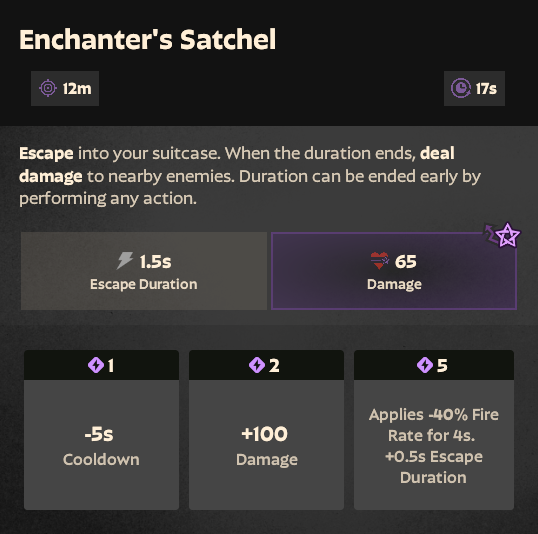 Enchanter's Satchel
12m
17s
Escape into your suitcase. When the duration ends, deal
damage to nearby enemies. Duration can be ended early by
performing any action.
1.5s
Escape Duration
65
Damage
1
-5s
Cooldown
2
+100
Damage
5
Applies -40% Fire
Rate for 4s.
+0.5s Escape
Duration